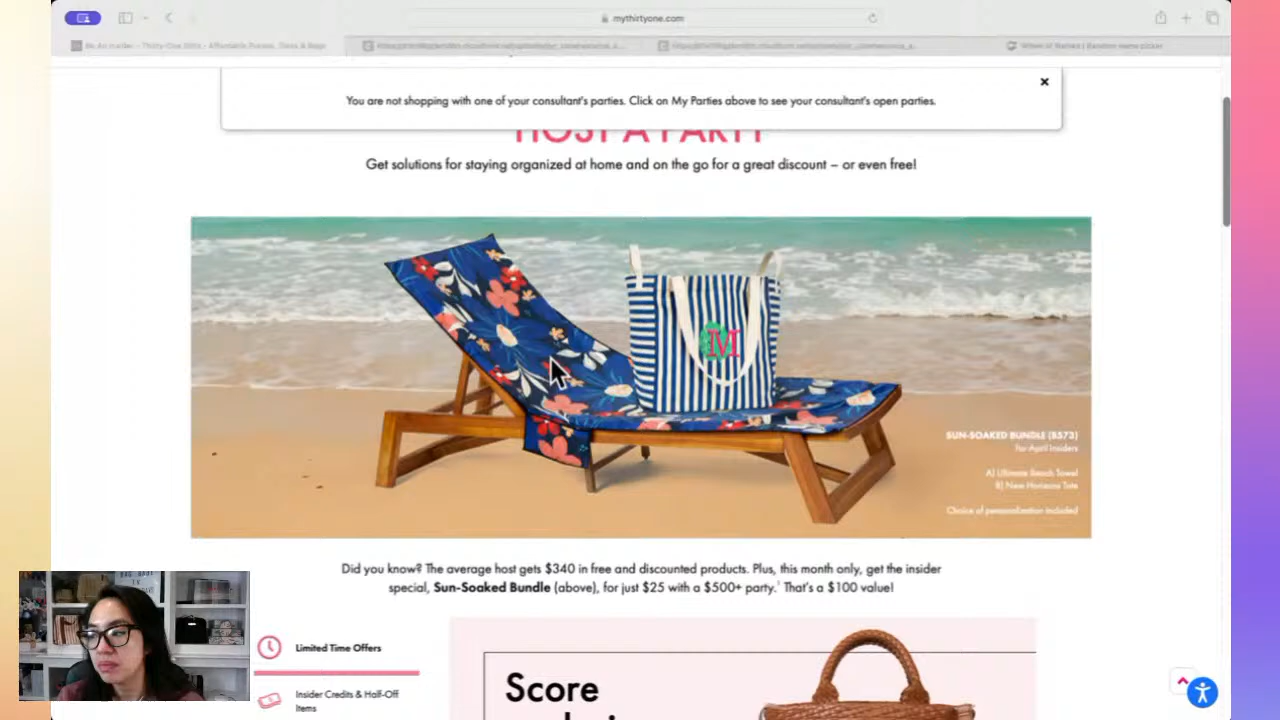 mythirtyone.com
You are not shopping with one of your consultant's parties. Click on My Parties above to see your consultant's open parties.
HOST A PARTY
Get solutions for staying organized at home and on the go for a great discount – or even free!
M
SUN-SOAKED BUNDLE (B573)
For April Insiders
A) Ultimate Beach Towel
B) New Horizons Tote
Choice of personalization included
Did you know? The average host gets $340 in free and discounted products. Plus, this month only, get the insider
special, Sun-Soaked Bundle (above), for just $25 with a $500+ party.¹ That's a $100 value!
Limited Time Offers
Insider Credits & Half-Off
Items
Score